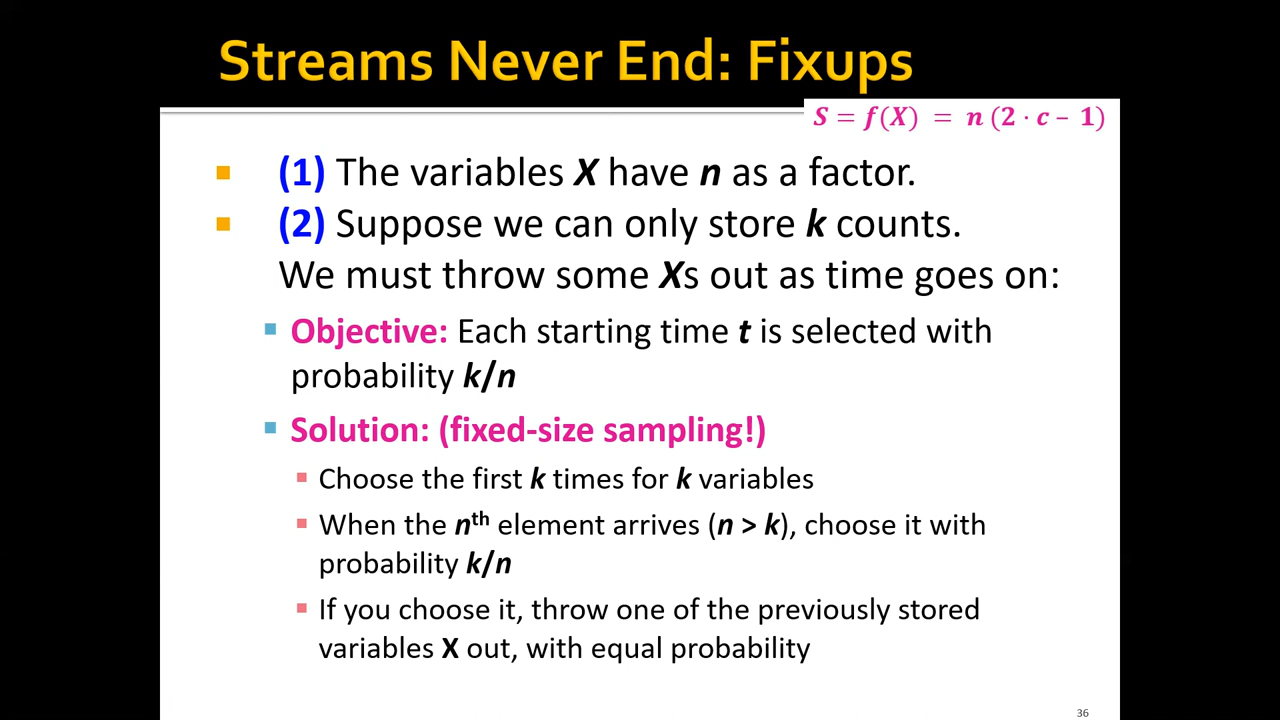 Streams Never End: Fixups
S = f(X) = n (2 · c – 1)
▪ (1) The variables X have n as a factor.
▪ (2) Suppose we can only store k counts.
We must throw some Xs out as time goes on:
▪ Objective: Each starting time t is selected with
probability k/n
▪ Solution: (fixed-size sampling!)
▪ Choose the first k times for k variables
▪ When the nth element arrives (n > k), choose it with
probability k/n
▪ If you choose it, throw one of the previously stored
variables X out, with equal probability
36